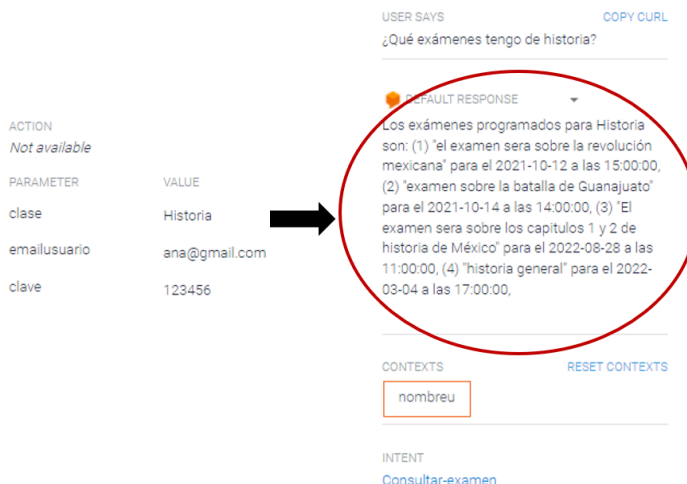 ACTION
Not available
PARAMETER VALUE
clase Historia
emailusuario ana@gmail.com
clave 123456
USER SAYS COPY CURL
¿Qué exámenes tengo de historia?
DEFAULT RESPONSE
Los exámenes programados para Historia
son: (1) "el examen sera sobre la revolución
mexicana" para el 2021-10-12 a las 15:00:00,
(2) "examen sobre la batalla de Guanajuato"
para el 2021-10-14 a las 14:00:00, (3) "El
examen sera sobre los capitulos 1 y 2 de
historia de México" para el 2022-08-28 a las
11:00:00, (4) "historia general" para el 2022-
03-04 a las 17:00:00,
CONTEXTS RESET CONTEXTS
nombreu
INTENT
Consultar-examen